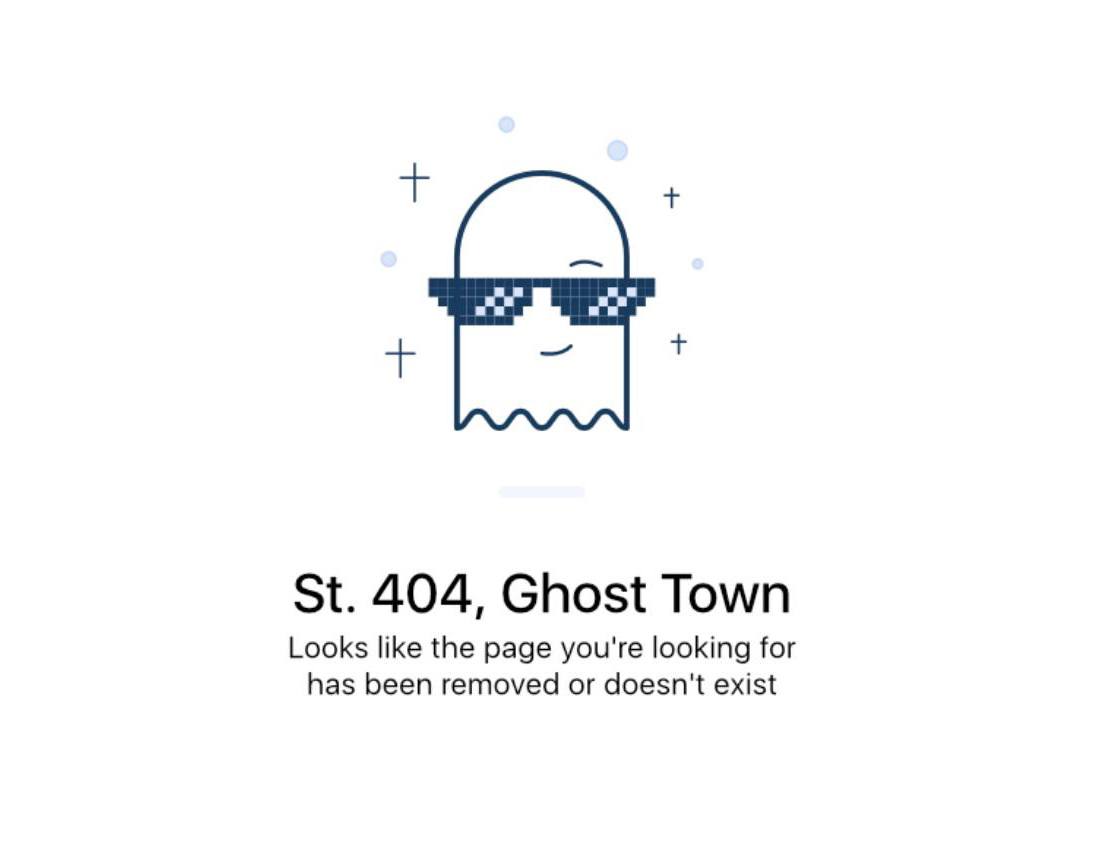 St. 404, Ghost Town
Looks like the page you're looking for
has been removed or doesn't exist